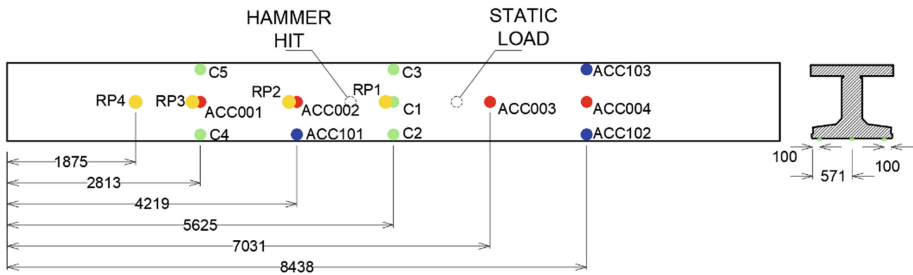 HAMMER
HIT
STATIC
LOAD
C5
C3
ACC103
RP4
RP3
ACC001
RP2
ACC002
RP1
C1
ACC003
ACC004
C4
ACC101
C2
ACC102
100
571
100
1875
2813
4219
5625
7031
8438